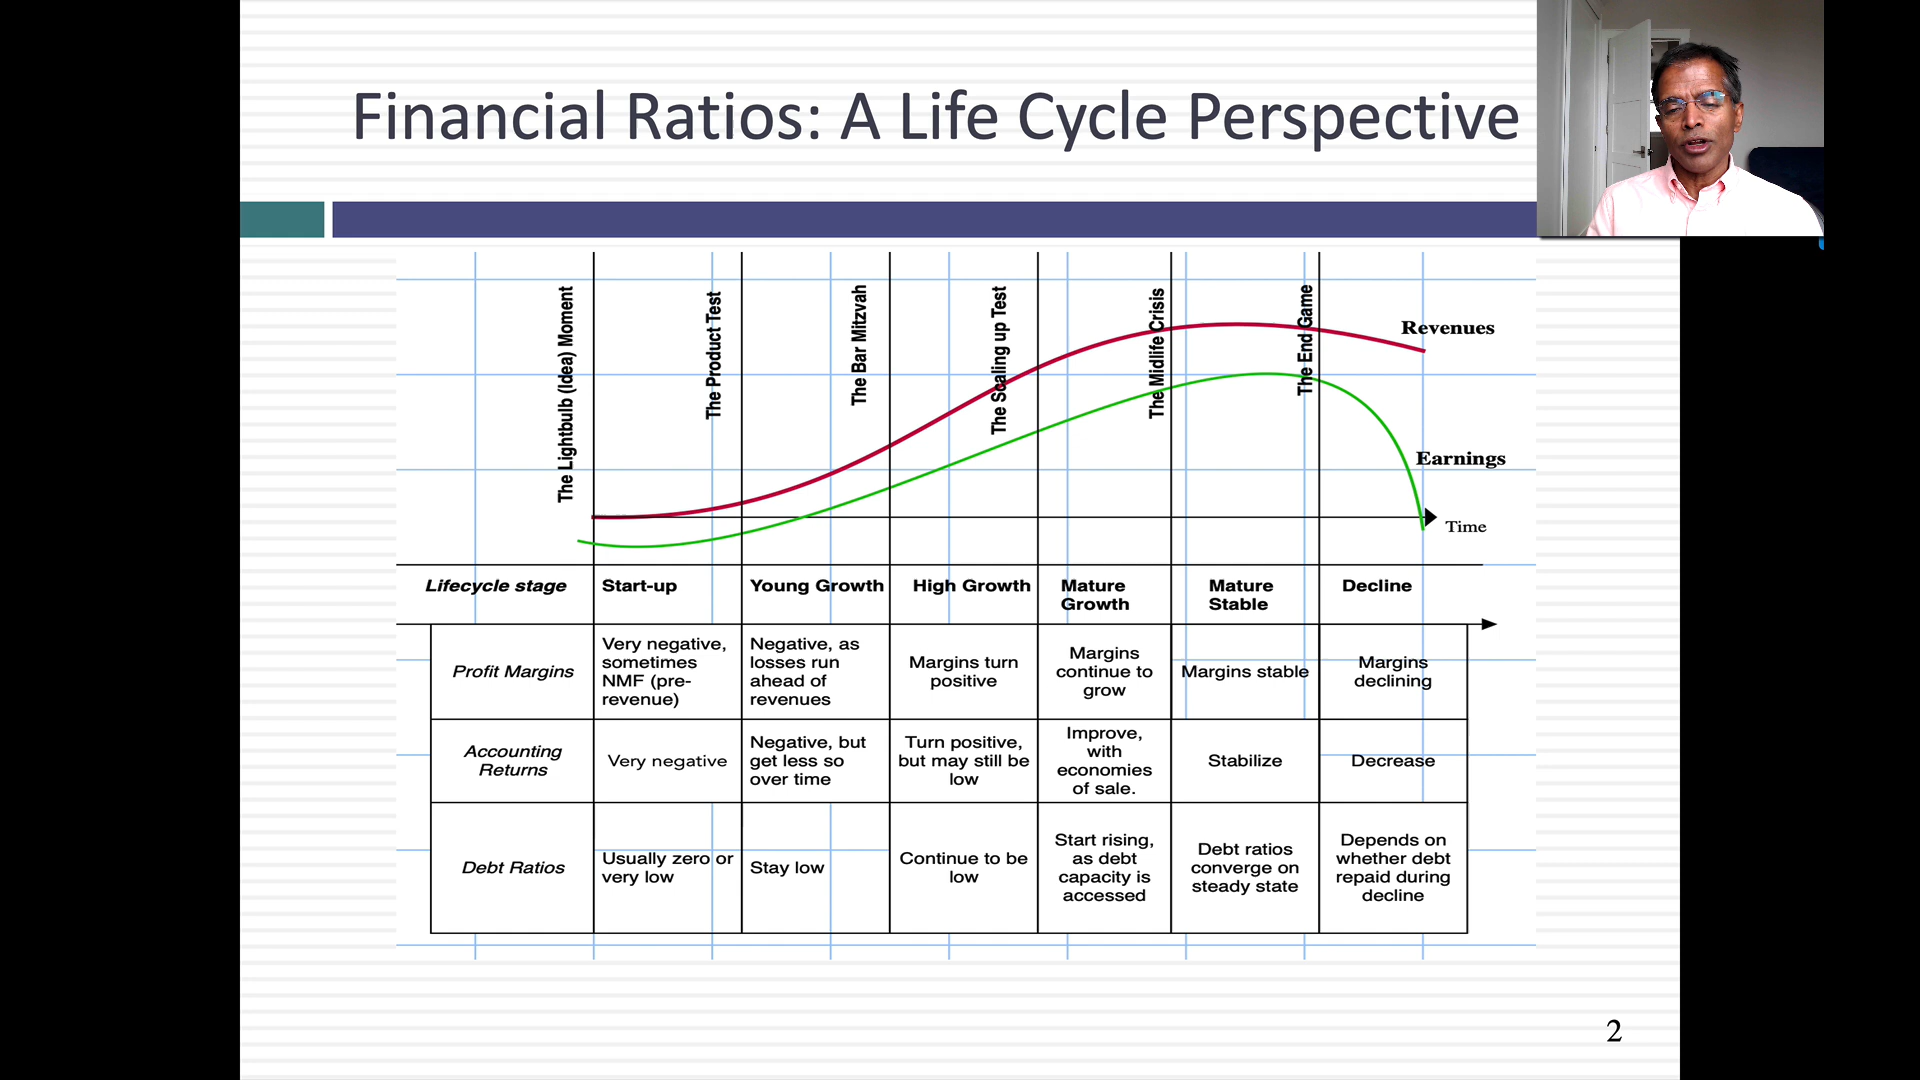 Financial Ratios: A Life Cycle Perspective
The Lightbulb (Idea) Moment
The Product Test
The Bar Mitzvah
The Scaling up Test
The Midlife Crisis
The End Game
Revenues
Earnings
Time
Lifecycle stage
Start-up
Young Growth
High Growth
Mature
Growth
Mature
Stable
Decline
Profit Margins
Very negative,
sometimes
NMF (pre-
revenue)
Negative, as
losses run
ahead of
revenues
Margins turn
positive
Margins
continue to
grow
Margins stable
Margins
declining
Accounting
Returns
Very negative
Negative, but
get less so
over time
Turn positive,
but may still be
low
Improve,
with
economies
of sale.
Stabilize
Decrease
Debt Ratios
Usually zero or
very low
Stay low
Continue to be
low
Start rising,
as debt
capacity is
accessed
Debt ratios
converge on
steady state
Depends on
whether debt
repaid during
decline
2